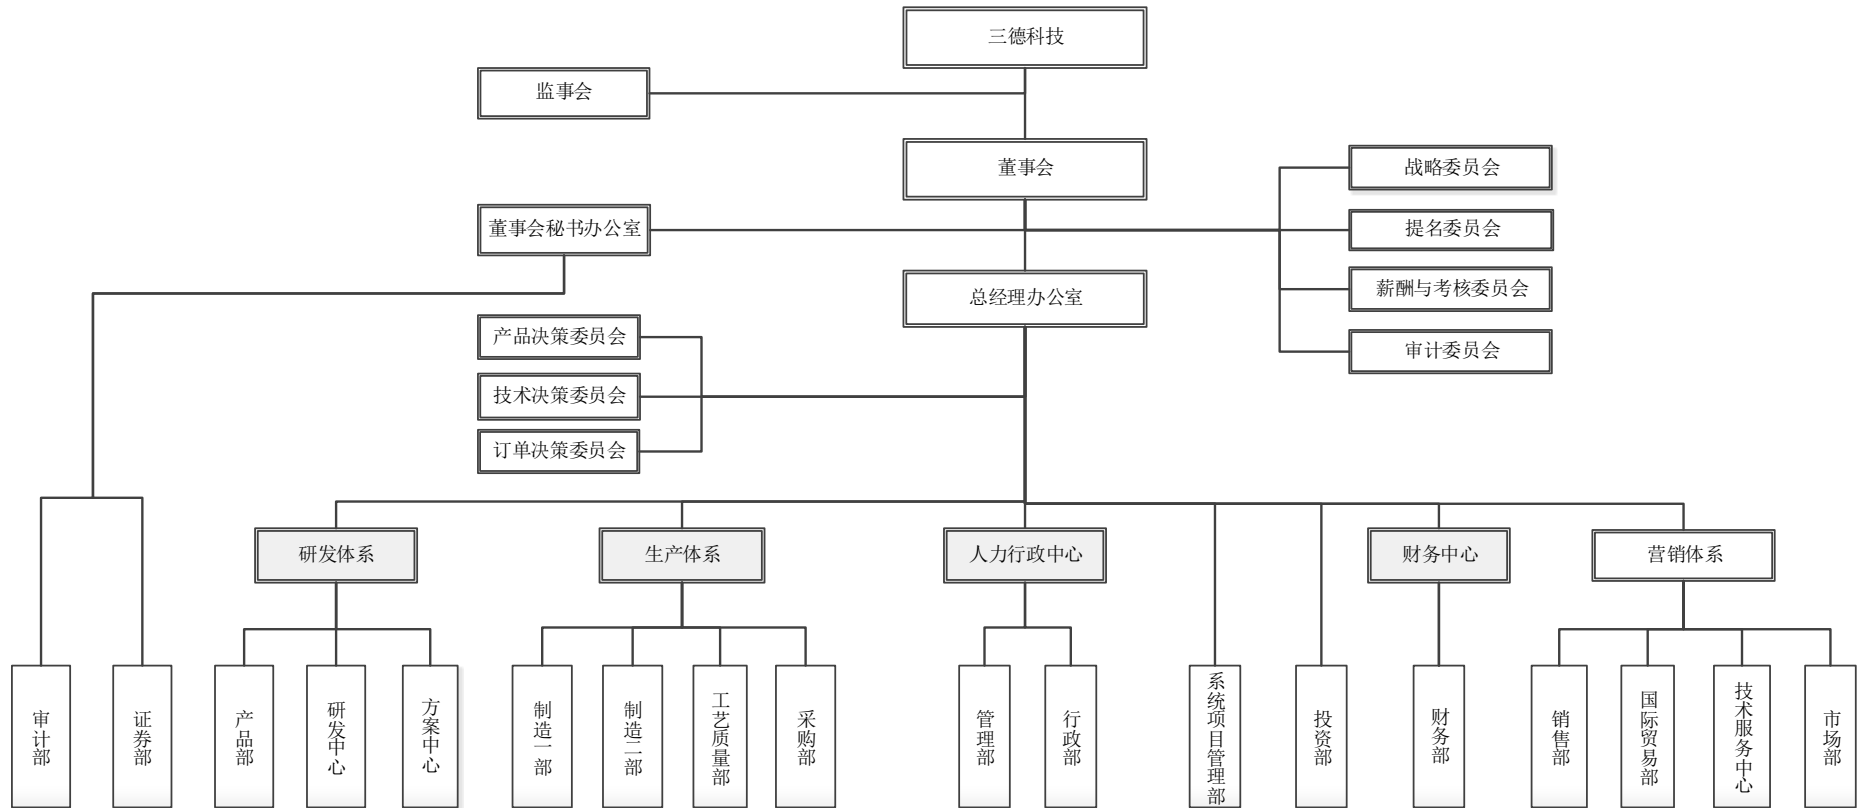 三德科技
监事会
董事会
战略委员会
董事会秘书办公室
提名委员会
总经理办公室
薪酬与考核委员会
产品决策委员会
审计委员会
技术决策委员会
订单决策委员会
研发体系
生产体系
人力行政中心
财务中心
营销体系
审计部
证券部
产品部
研发中心
方案中心
制造一部
制造二部
工艺质量部
采购部
管理部
行政部
系统项目管理部
投资部
财务部
销售部
国际贸易部
技术服务中心
市场部